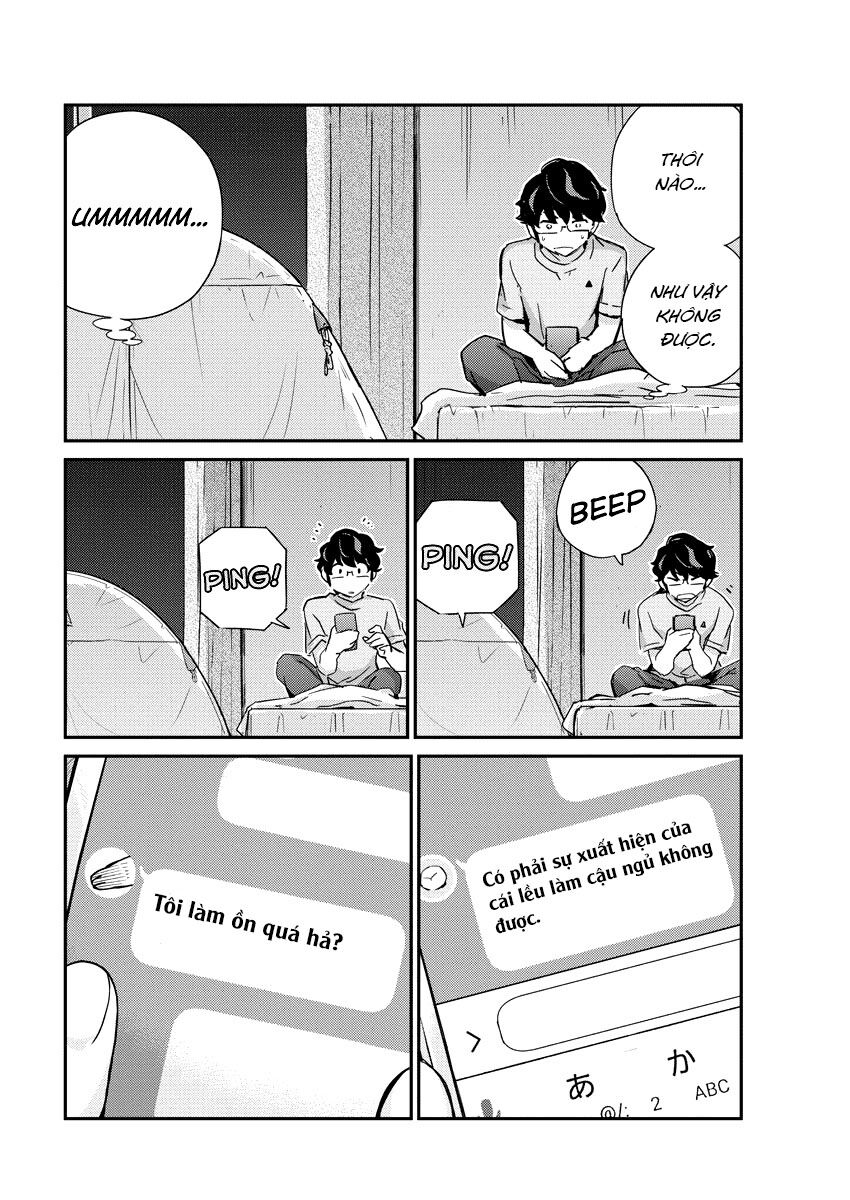 THÔI
NÀO...
NHƯ VẬY
KHÔNG
ĐƯỢC.
UMMMMM...
BEEP
PING!
PING!
Có phải sự xuất hiện của
cái lều làm cậu ngủ không
được.
あ
か
@/:
2
ABC
Tôi làm ồn quá hả?